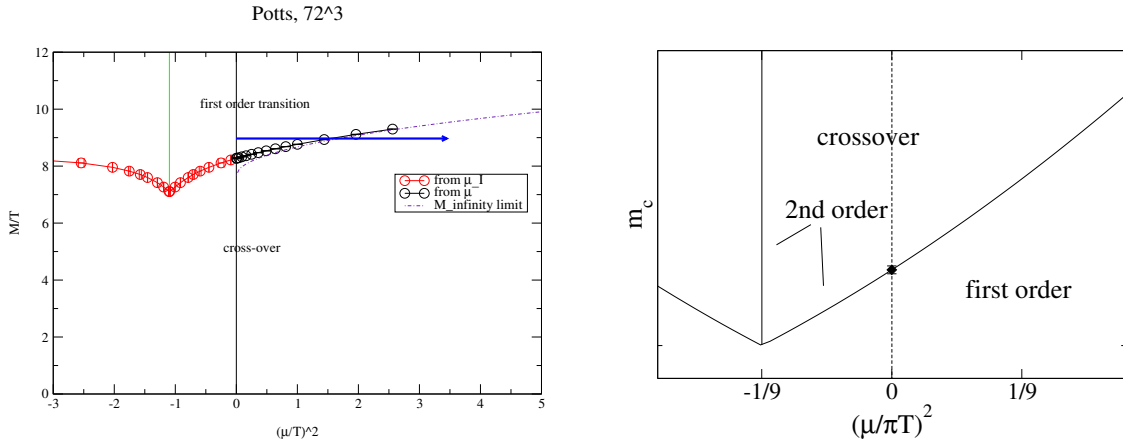 Potts, 72^3
12
10
8
6
4
2
0
M/T
first order transition
from μ_I
from μ
M_infinity limit
cross-over
-3
-2
-1
0
1
2
3
4
5
(μ/T)^2
m_c
crossover
2nd order
first order
-1/9
0
1/9
(μ/πT)^2